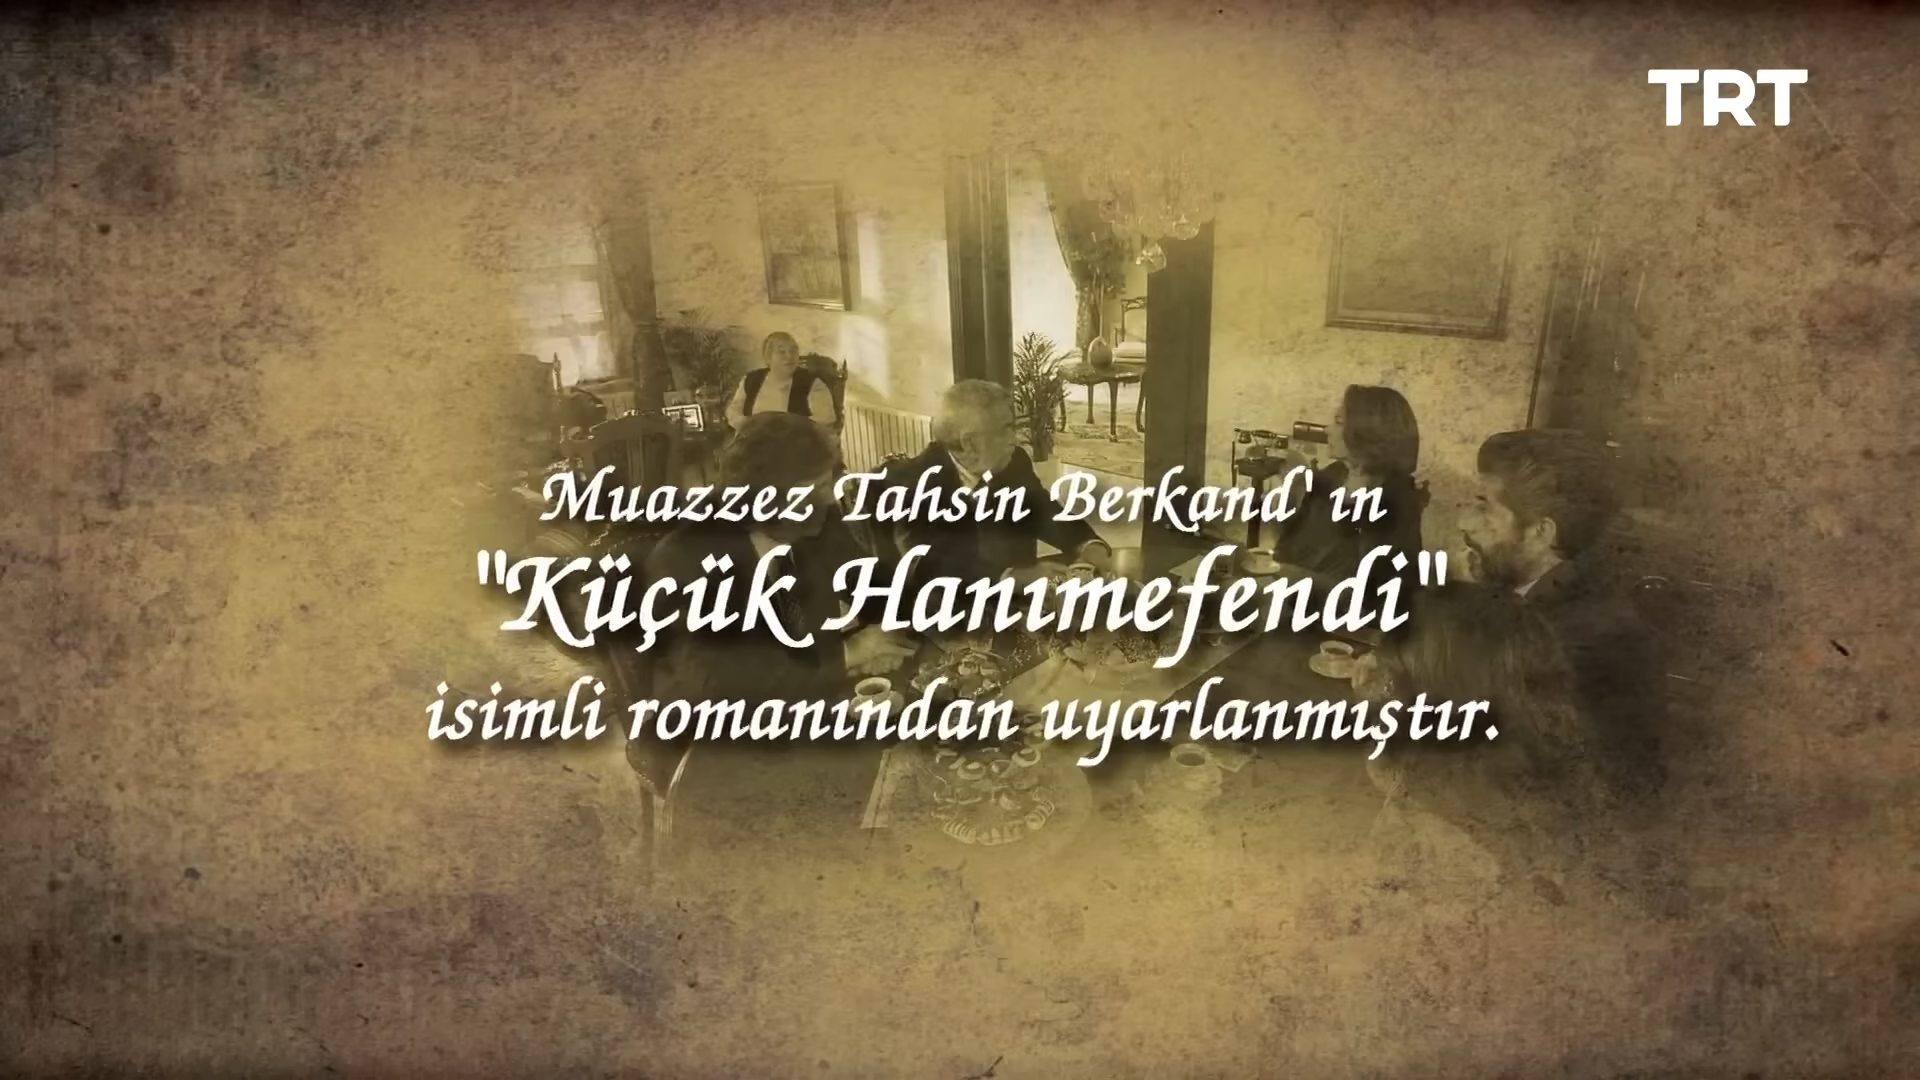 TRT
Muazzez Tahsin Berkand' ın
"Küçük Hanımefendi"
isimli romanından uyarlanmıştır.